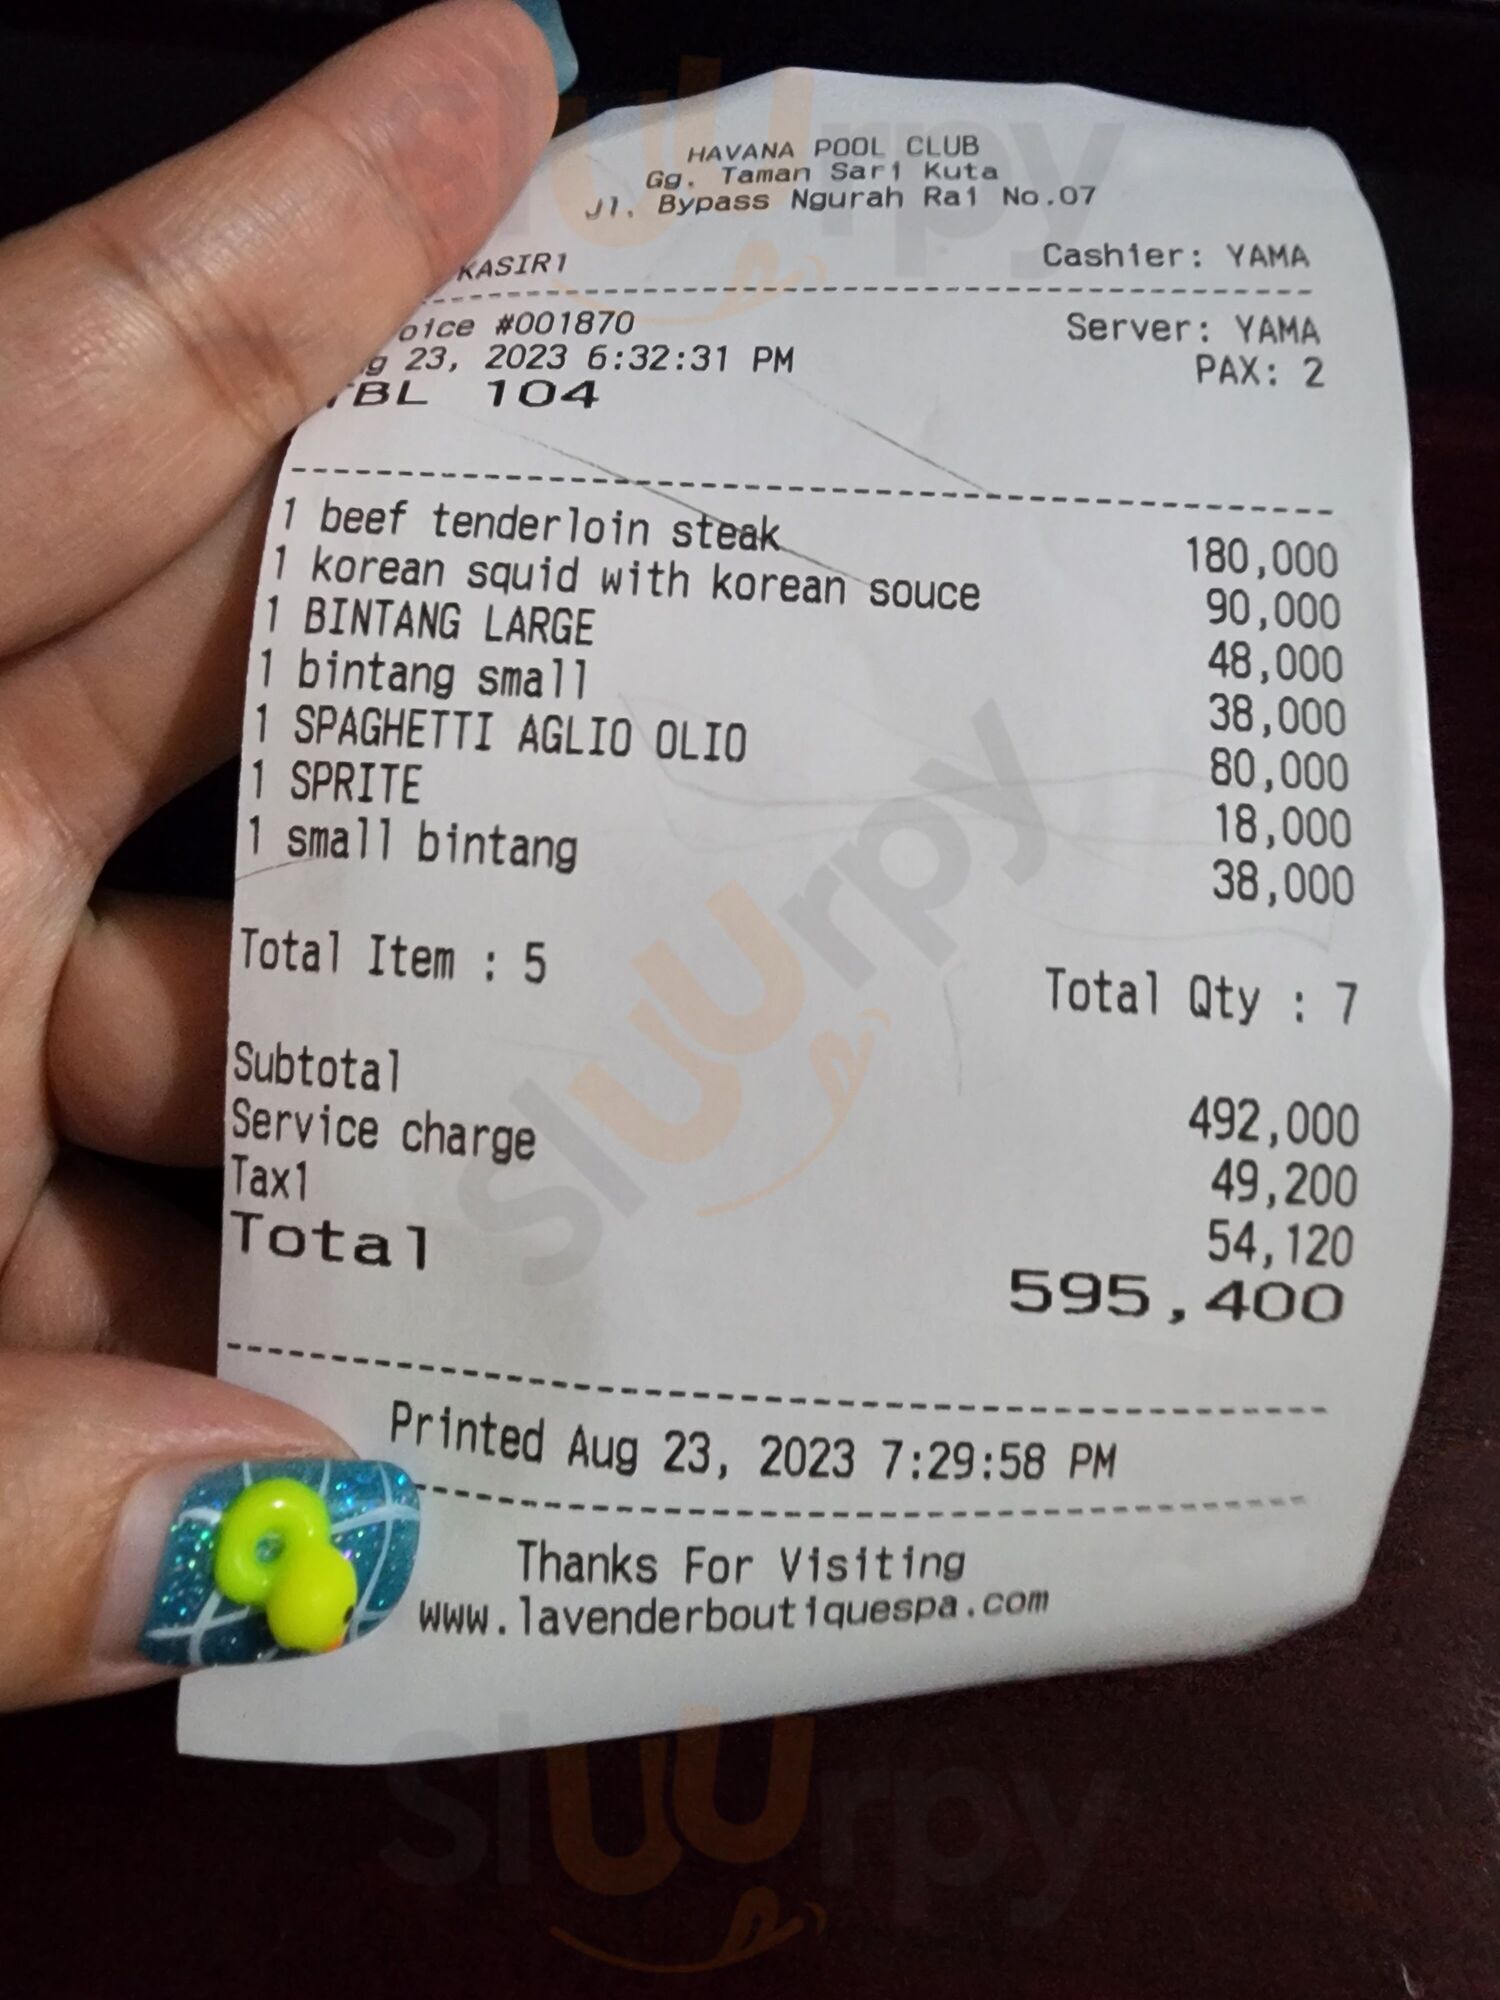 HAVANA POOL CLUB
Gg. Taman Sari Kuta
Jl. Bypass Ngurah Rai No.07
KASIR1 Cashier: YAMA
oice #001870 Server: YAMA
g 23, 2023 6:32:31 PM PAX: 2
TBL 104
1 beef tenderloin steak 180,000
1 korean squid with korean souce 90,000
1 BINTANG LARGE 48,000
1 bintang small 38,000
1 SPAGHETTI AGLIO OLIO 80,000
1 SPRITE 18,000
1 small bintang 38,000
Total Item : 5 Total Qty : 7
Subtotal 492,000
Service charge 49,200
Tax1 54,120
Total 595,400
Printed Aug 23, 2023 7:29:58 PM
Thanks For Visiting
www.lavenderboutiquespa.com
sluurpy
sluurpy
sluurpy